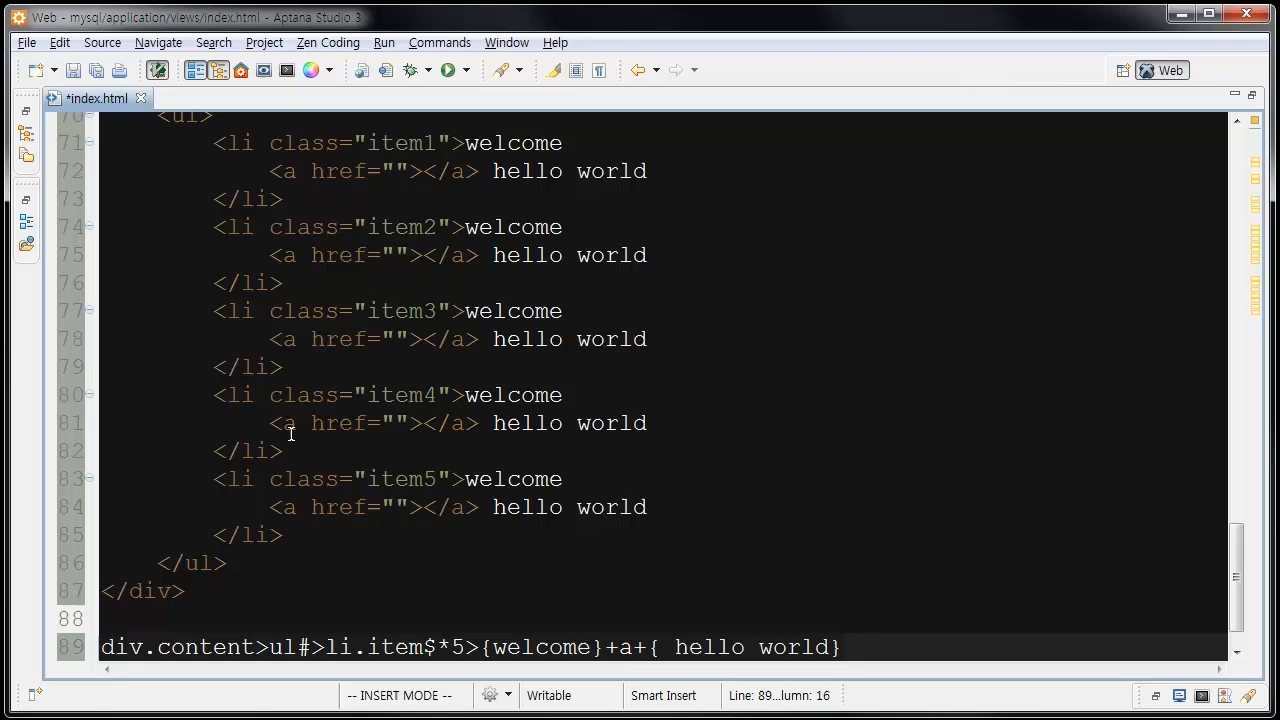 Web - mysql/application/views/index.html - Aptana Studio 3
File Edit Source Navigate Search Project Zen Coding Run Commands Window Help
Web
*index.html
70 <ul>
71 <li class="item1">welcome
72 <a href=""></a> hello world
73 </li>
74 <li class="item2">welcome
75 <a href=""></a> hello world
76 </li>
77 <li class="item3">welcome
78 <a href=""></a> hello world
79 </li>
80 <li class="item4">welcome
81 <a href=""></a> hello world
82 </li>
83 <li class="item5">welcome
84 <a href=""></a> hello world
85 </li>
86 </ul>
87 </div>
88
89 div.content>ul#>li.item$*5>{welcome}+a+{ hello world}
-- INSERT MODE -- Writable Smart Insert Line: 89...lumn: 16